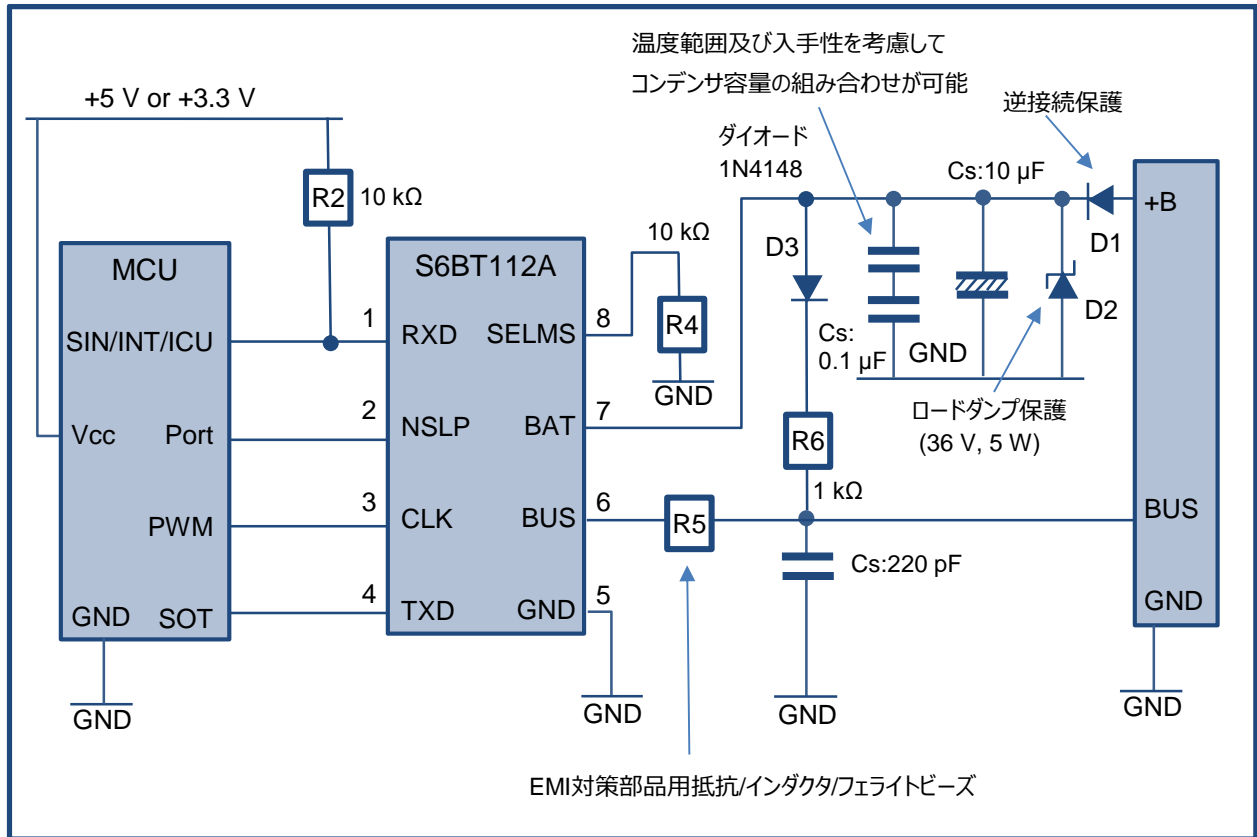 温度範囲及び入手性を考慮して
コンデンサ容量の組み合わせが可能
+5 V or +3.3 V
逆接続保護
ダイオード
1N4148
Cs:10 µF
R2
10 kΩ
+B
D1
10 kΩ
MCU
S6BT112A
D3
D2
SIN/INT/ICU
1
RXD
SELMS
8
R4
Cs:
0.1 µF
GND
GND
ロードダンプ保護
(36 V, 5 W)
Vcc
Port
2
NSLP
BAT
7
R6
1 kΩ
PWM
3
CLK
BUS
6
R5
BUS
Cs:220 pF
GND
SOT
4
TXD
GND
5
GND
GND
GND
GND
GND
EMI対策部品用抵抗/インダクタ/フェライトビーズ